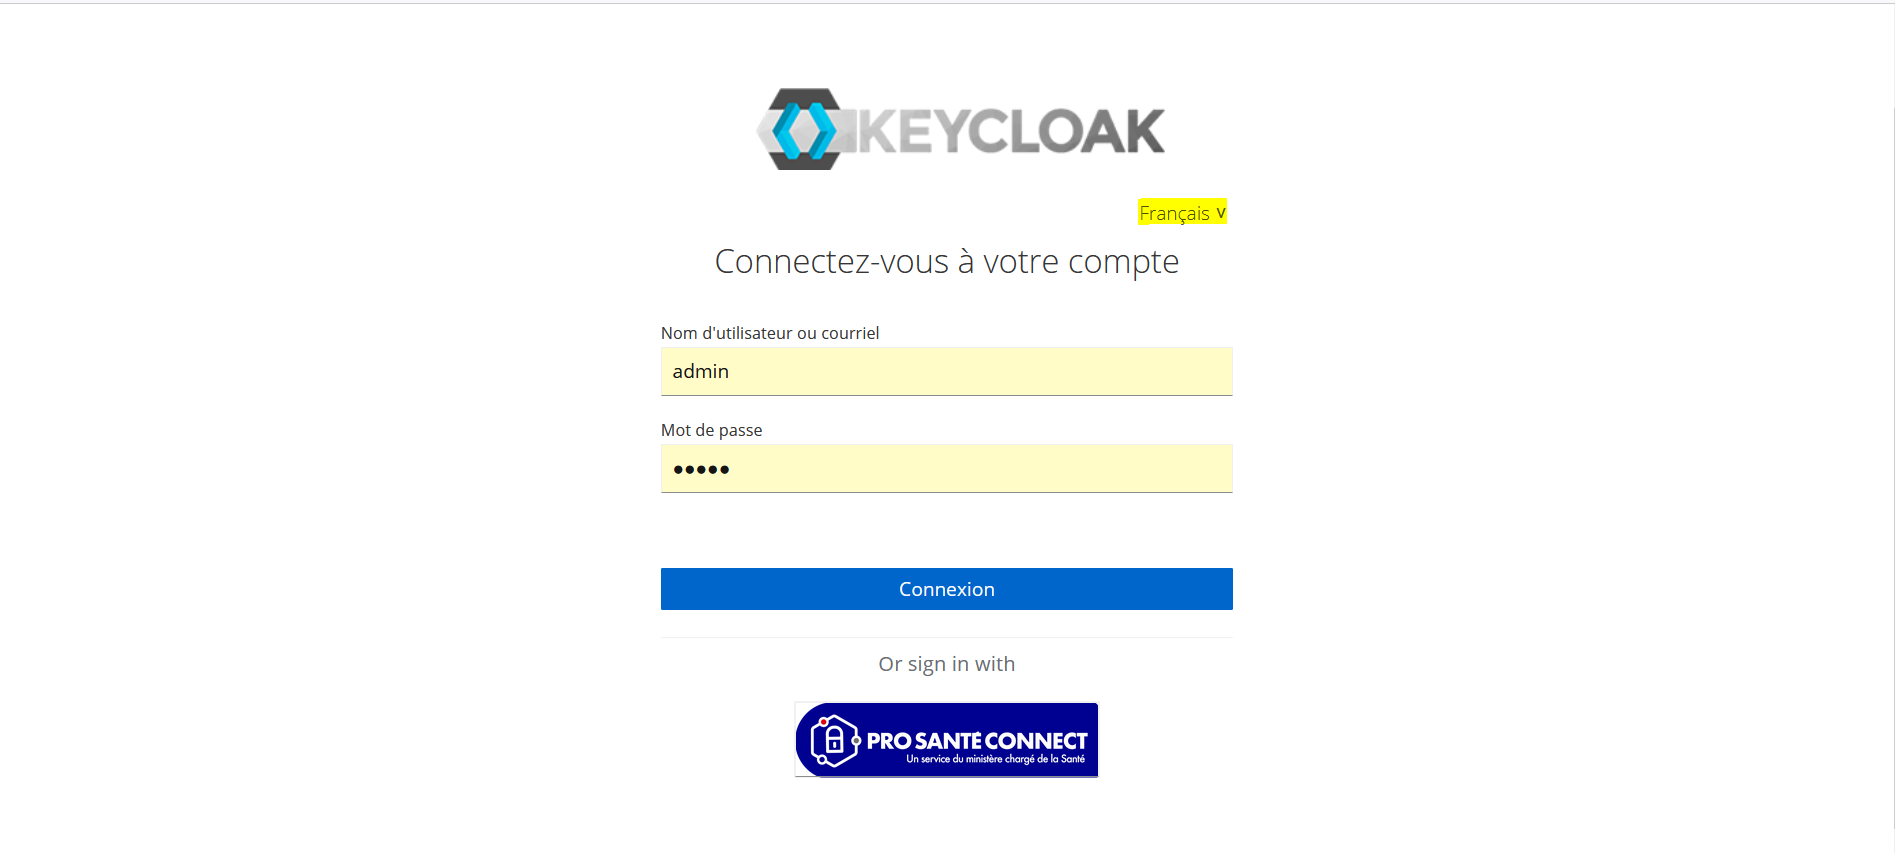 KEYCLOAK
Français v
Connectez-vous à votre compte
Nom d'utilisateur ou courriel
admin
Mot de passe
•••••
Connexion
Or sign in with
PRO SANTÉ CONNECT
Un service du ministère chargé de la Santé